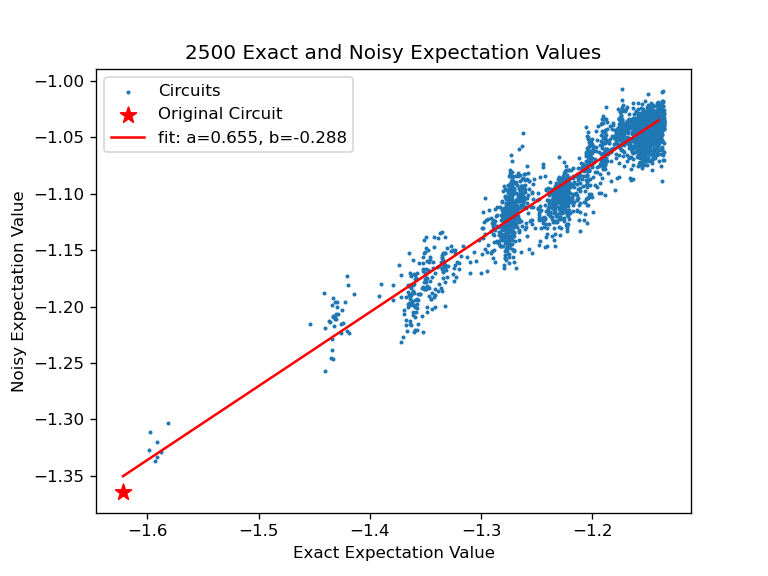 2500 Exact and Noisy Expectation Values
Circuits
Original Circuit
fit: a=0.655, b=-0.288
Noisy Expectation Value
−1.00
−1.05
−1.10
−1.15
−1.20
−1.25
−1.30
−1.35
−1.6
−1.5
−1.4
−1.3
−1.2
Exact Expectation Value